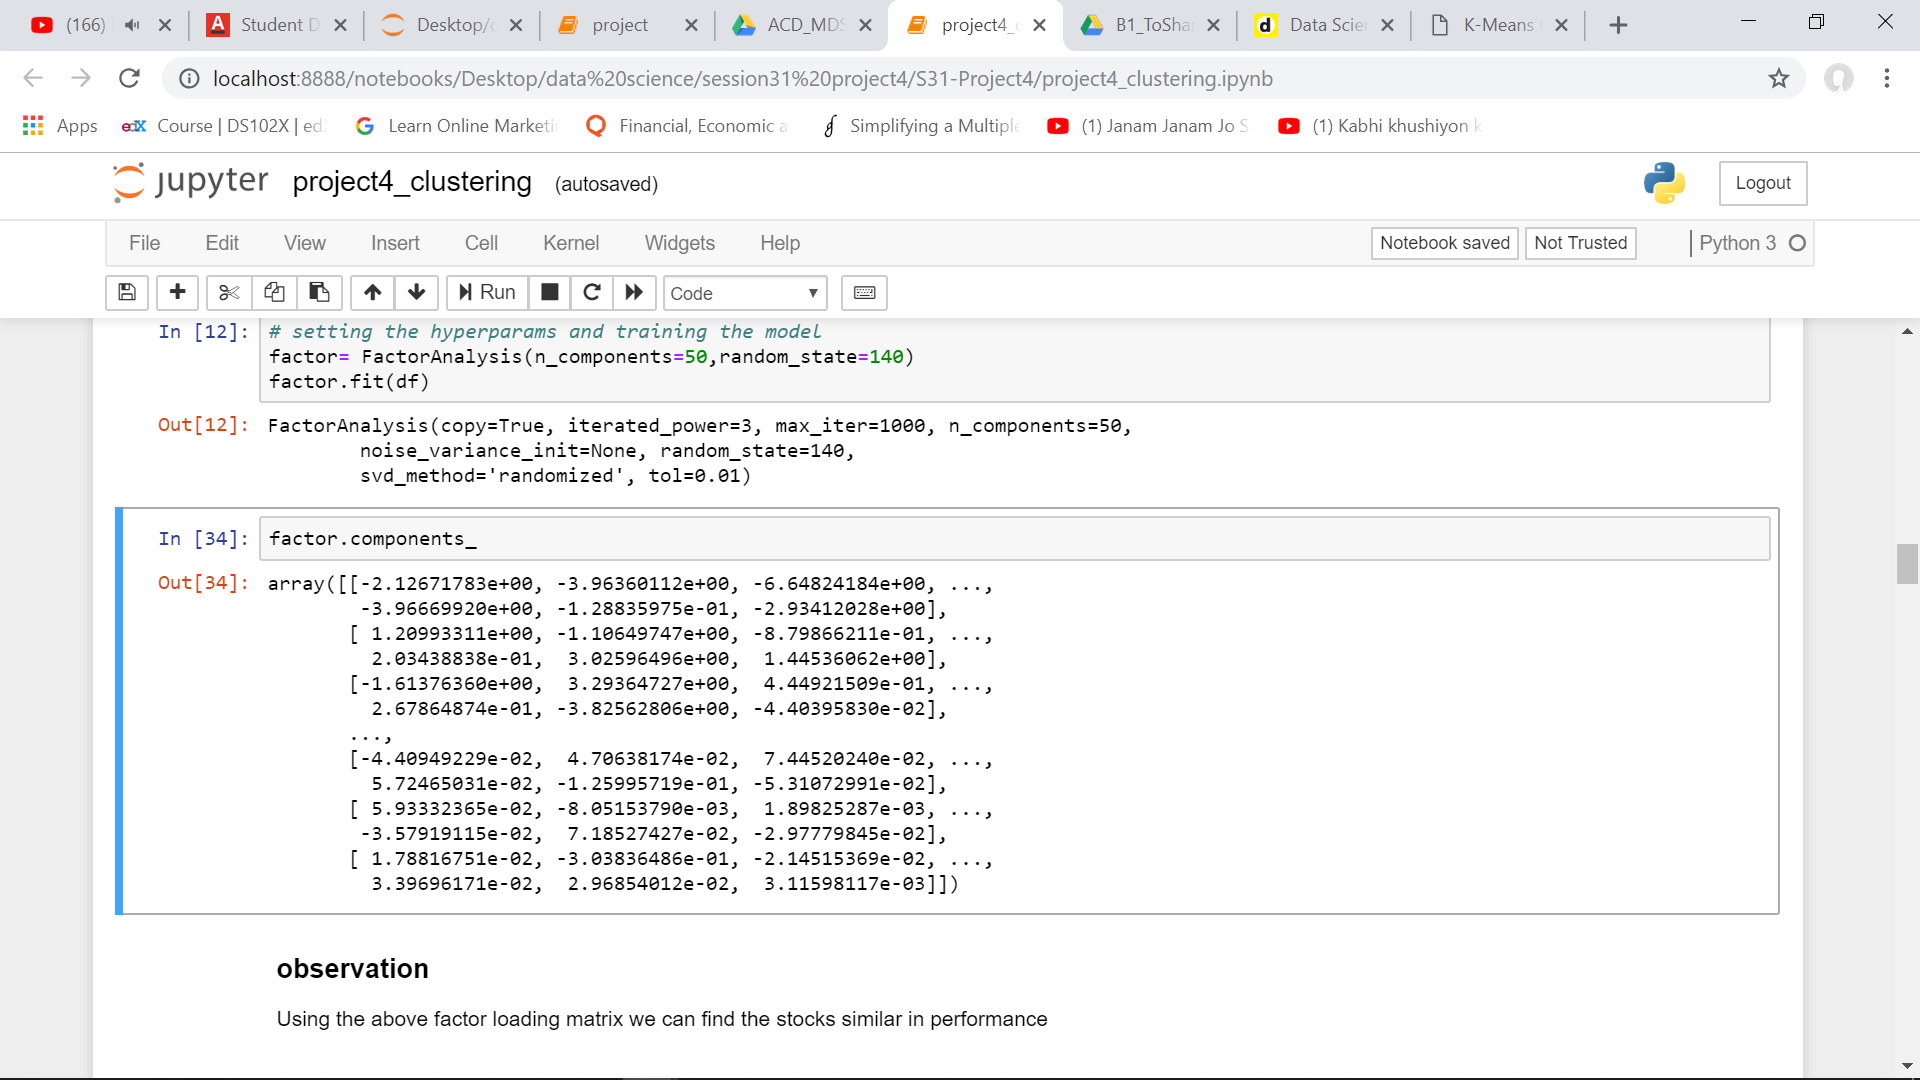 (166)
Student D
Desktop/c
project
ACD_MDS
project4_c
B1_ToShar
d Data Scien
K-Means
localhost:8888/notebooks/Desktop/data%20science/session31%20project4/S31-Project4/project4_clustering.ipynb
Apps
edX Course | DS102X | ed
Learn Online Marketi
Financial, Economic a
Simplifying a Multiple
(1) Janam Janam Jo S
(1) Kabhi khushiyon k
jupyter project4_clustering (autosaved)
Logout
File Edit View Insert Cell Kernel Widgets Help
Notebook saved Not Trusted Python 3
Run Code
In [12]: # setting the hyperparams and training the model
factor= FactorAnalysis(n_components=50,random_state=140)
factor.fit(df)
Out[12]: FactorAnalysis(copy=True, iterated_power=3, max_iter=1000, n_components=50,
noise_variance_init=None, random_state=140,
svd_method='randomized', tol=0.01)
In [34]: factor.components_
Out[34]: array([[-2.12671783e+00, -3.96360112e+00, -6.64824184e+00, ...,
-3.96669920e+00, -1.28835975e-01, -2.93412028e+00],
[ 1.20993311e+00, -1.10649747e+00, -8.79866211e-01, ...,
2.03438838e-01, 3.02596496e+00, 1.44536062e+00],
[-1.61376360e+00, 3.29364727e+00, 4.44921509e-01, ...,
2.67864874e-01, -3.82562806e+00, -4.40395830e-02],
...,
[-4.40949229e-02, 4.70638174e-02, 7.44520240e-02, ...,
5.72465031e-02, -1.25995719e-01, -5.31072991e-02],
[ 5.93332365e-02, -8.05153790e-03, 1.89825287e-03, ...,
-3.57919115e-02, 7.18527427e-02, -2.97779845e-02],
[ 1.78816751e-02, -3.03836486e-01, -2.14515369e-02, ...,
3.39696171e-02, 2.96854012e-02, 3.11598117e-03]])
observation
Using the above factor loading matrix we can find the stocks similar in performance